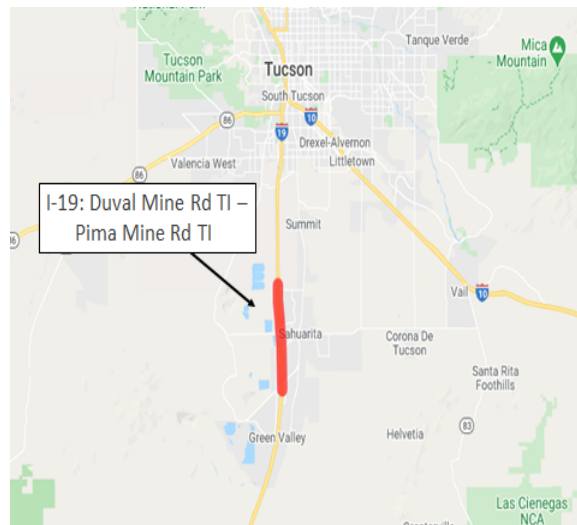 Tanque Verde
Tucson
Mountain Park
Mica
Mountain
Tucson
South Tucson
86
10
19
Drexel-Alvernon
Valencia West
Littletown
86
I-19: Duval Mine Rd TI –
Pima Mine Rd TI
Summit
86
Vail
10
Sahuarita
Corona De
Tucson
Santa Rita
Foothills
83
Green Valley
Helvetia
Las Cienegas
NCA